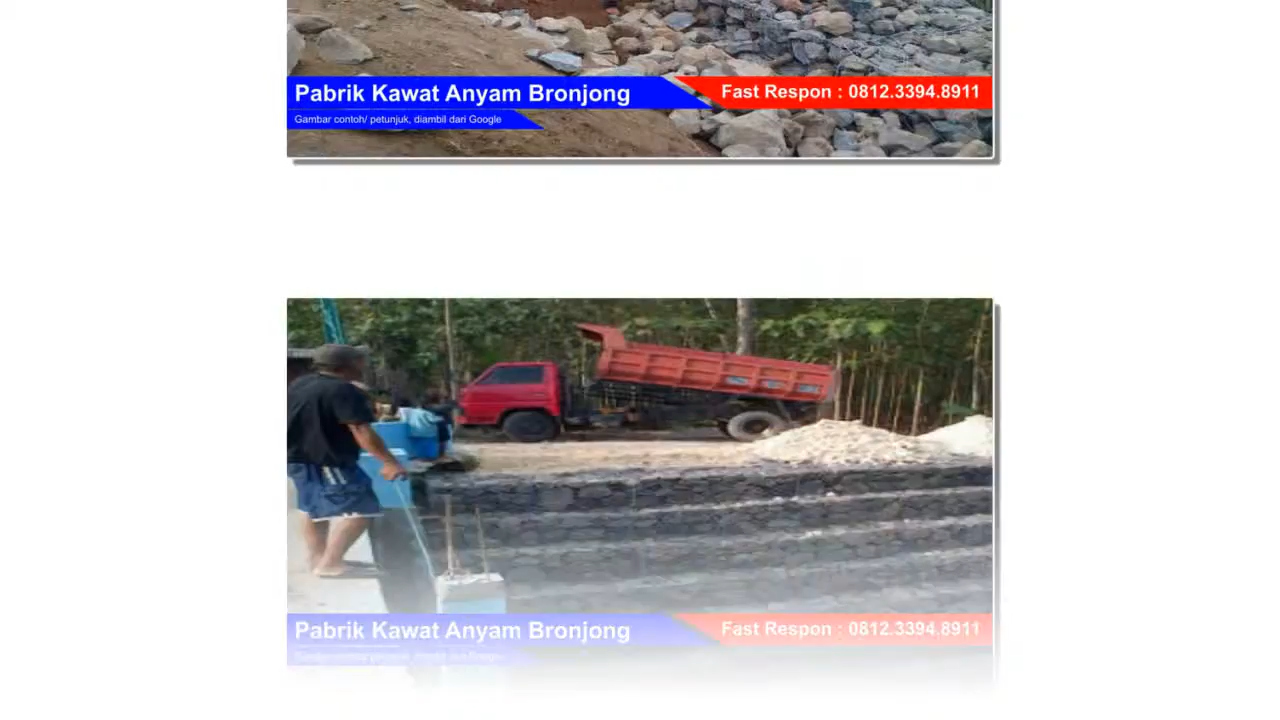 Pabrik Kawat Anyam Bronjong
Fast Respon : 0812.3394.8911
Gambar contoh/ petunjuk, diambil dari Google
Pabrik Kawat Anyam Bronjong
Fast Respon : 0812.3394.8911